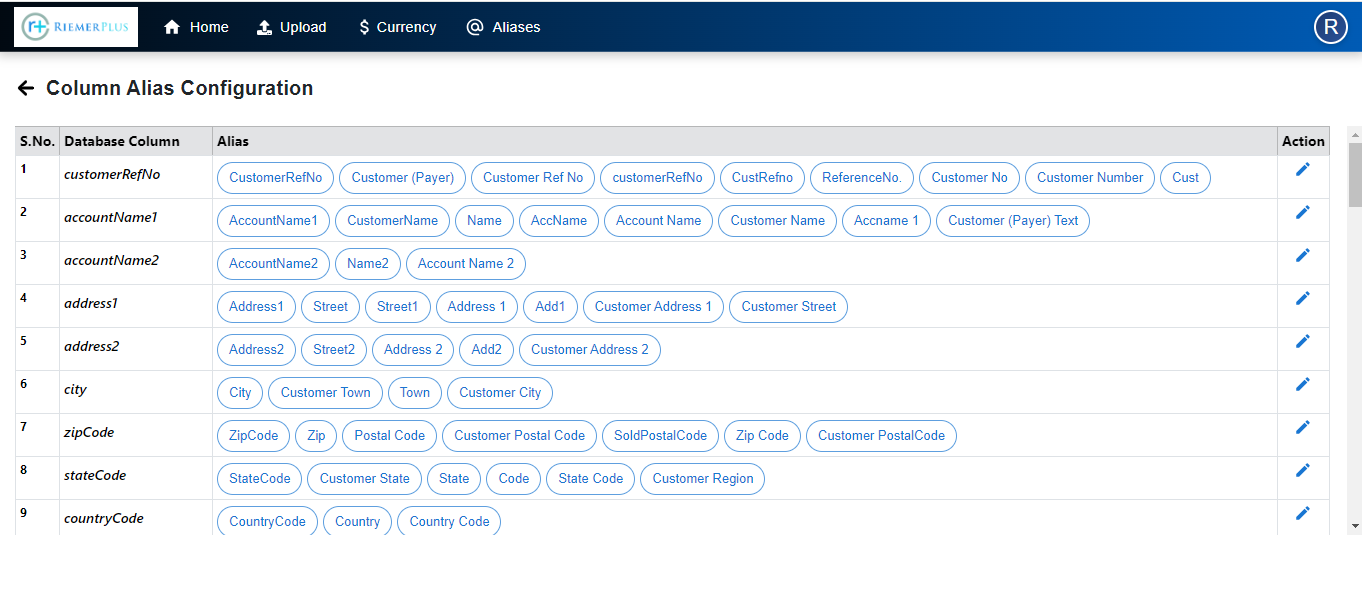 r+ RIEMERPLUS Home Upload $ Currency @ Aliases R
Column Alias Configuration
S.No. Database Column Alias Action
1 customerRefNo CustomerRefNo Customer (Payer) Customer Ref No customerRefNo CustRefno ReferenceNo. Customer No Customer Number Cust
2 accountName1 AccountName1 CustomerName Name AccName Account Name Customer Name Accname 1 Customer (Payer) Text
3 accountName2 AccountName2 Name2 Account Name 2
4 address1 Address1 Street Street1 Address 1 Add1 Customer Address 1 Customer Street
5 address2 Address2 Street2 Address 2 Add2 Customer Address 2
6 city City Customer Town Town Customer City
7 zipCode ZipCode Zip Postal Code Customer Postal Code SoldPostalCode Zip Code Customer PostalCode
8 stateCode StateCode Customer State State Code State Code Customer Region
9 countryCode CountryCode Country Country Code